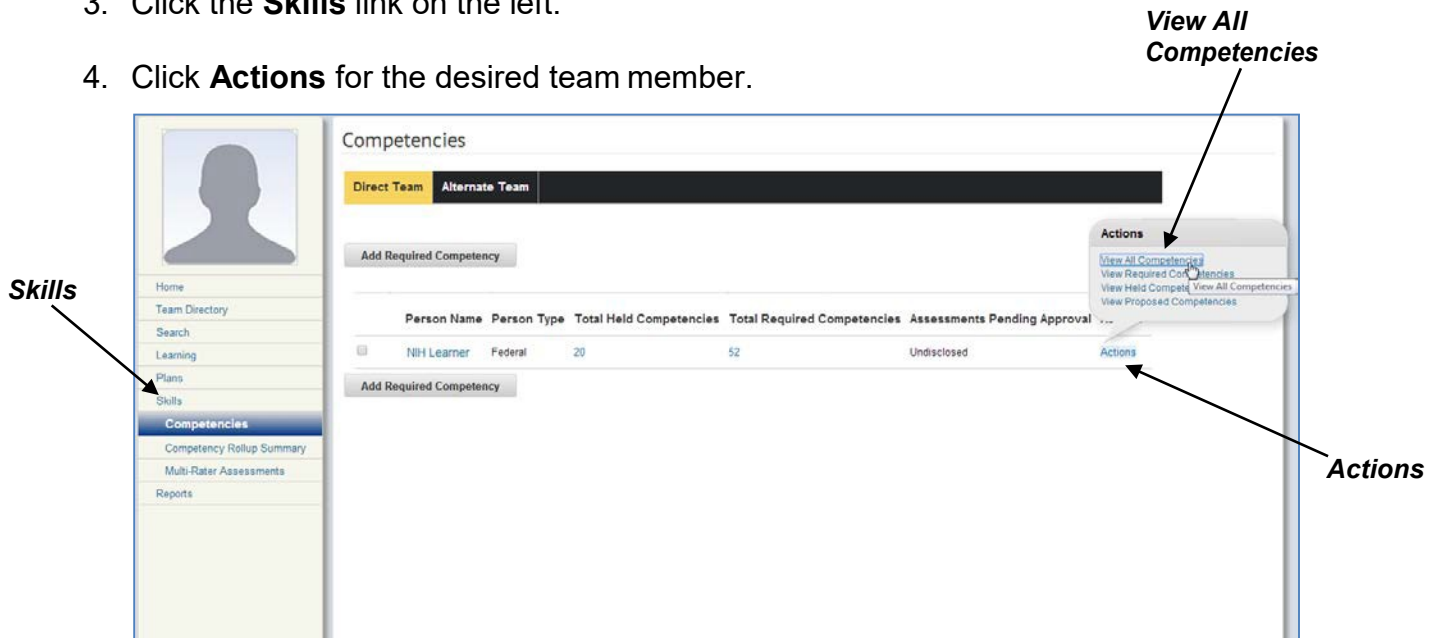 3. Click the Skills link on the left.
View All
Competencies
4. Click Actions for the desired team member.
Competencies
Direct Team Alternate Team
Actions
View All Competencies
View Required Competencies
View Held Compete
View All Competencies
View Proposed Competencies
Add Required Competency
Skills
Home
Team Directory
Search
Learning
Plans
Skills
Competencies
Competency Rollup Summary
Multi-Rater Assessments
Reports
Person Name Person Type Total Held Competencies Total Required Competencies Assessments Pending Approval
NIH Learner Federal 20 52 Undisclosed Actions
Add Required Competency
Actions